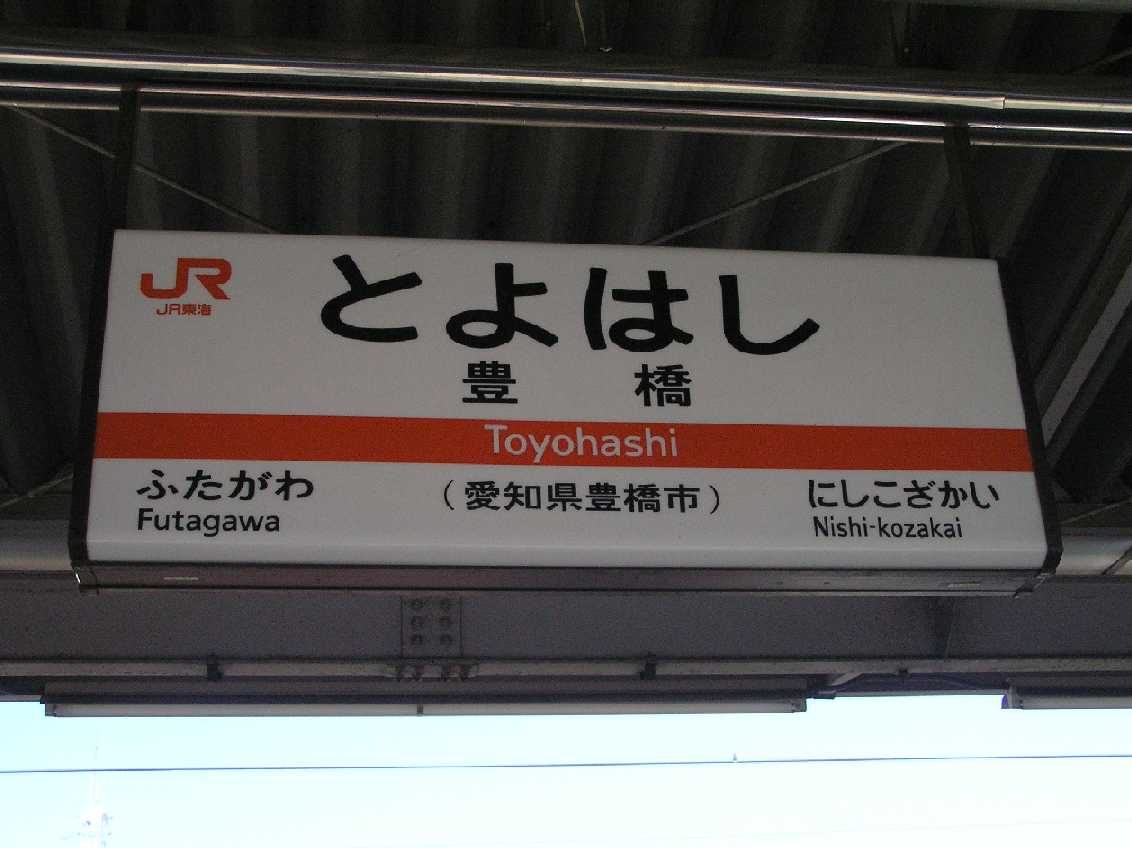 JR
JR東海
とよはし
豊橋
Toyohashi
ふたがわ
Futagawa
（愛知県豊橋市）
にしこざかい
Nishi-kozakai